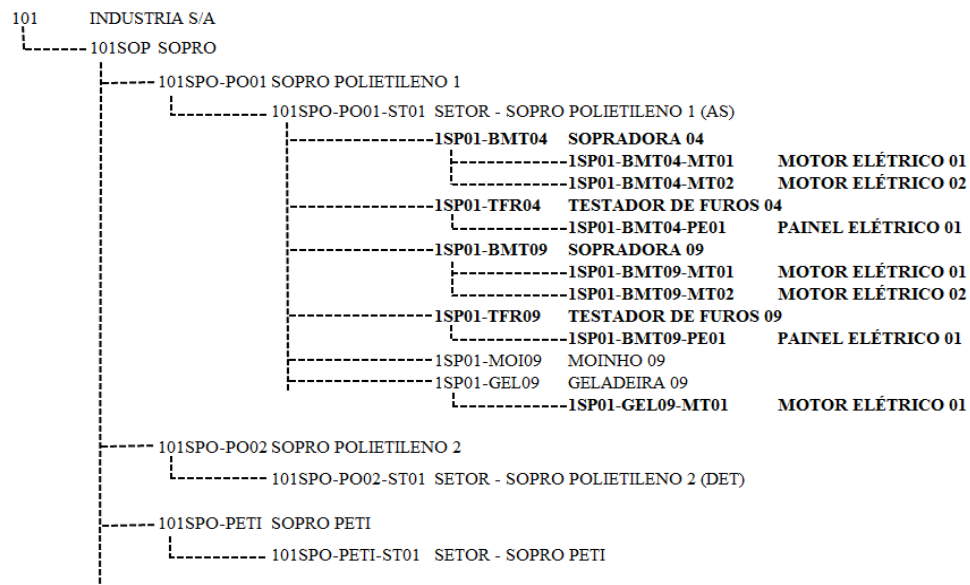 101 INDUSTRIA S/A
101SOP SOPRO
101SPO-PO01 SOPRO POLIETILENO 1
101SPO-PO01-ST01 SETOR - SOPRO POLIETILENO 1 (AS)
1SP01-BMT04 SOPRADORA 04
1SP01-BMT04-MT01 MOTOR ELÉTRICO 01
1SP01-BMT04-MT02 MOTOR ELÉTRICO 02
1SP01-TFR04 TESTADOR DE FUROS 04
1SP01-BMT04-PE01 PAINEL ELÉTRICO 01
1SP01-BMT09 SOPRADORA 09
1SP01-BMT09-MT01 MOTOR ELÉTRICO 01
1SP01-BMT09-MT02 MOTOR ELÉTRICO 02
1SP01-TFR09 TESTADOR DE FUROS 09
1SP01-BMT09-PE01 PAINEL ELÉTRICO 01
1SP01-MOI09 MOINHO 09
1SP01-GEL09 GELADEIRA 09
1SP01-GEL09-MT01 MOTOR ELÉTRICO 01
101SPO-PO02 SOPRO POLIETILENO 2
101SPO-PO02-ST01 SETOR - SOPRO POLIETILENO 2 (DET)
101SPO-PETI SOPRO PETI
101SPO-PETI-ST01 SETOR - SOPRO PETI